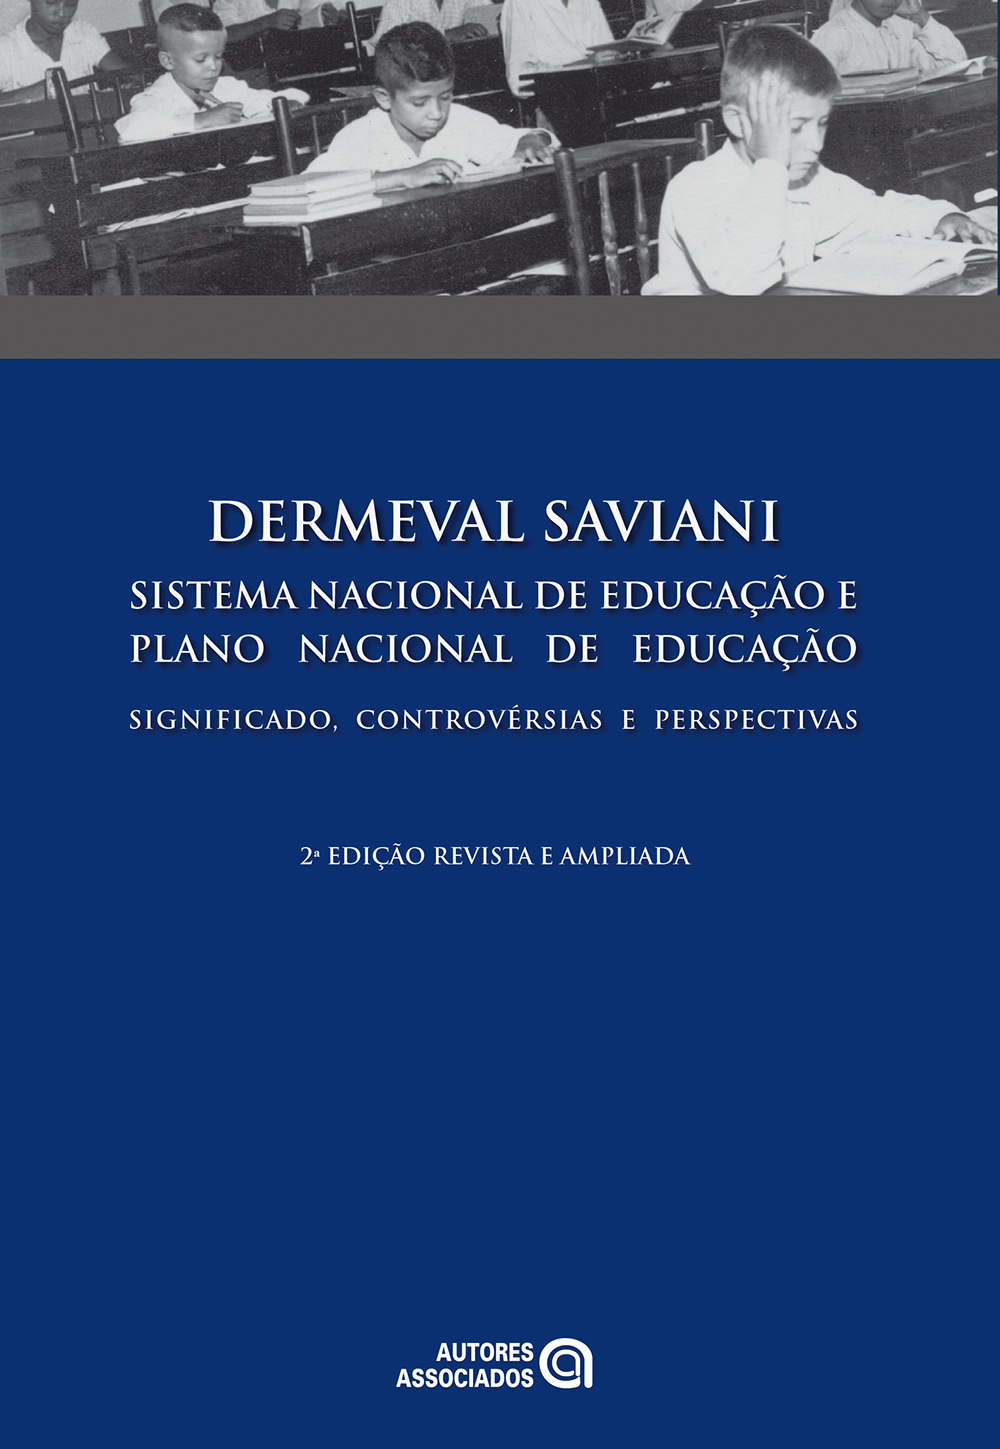 DERMEVAL SAVIANI
SISTEMA NACIONAL DE EDUCAÇÃO E
PLANO NACIONAL DE EDUCAÇÃO
SIGNIFICADO, CONTROVÉRSIAS E PERSPECTIVAS
2ª EDIÇÃO REVISTA E AMPLIADA
AUTORES
ASSOCIADOS